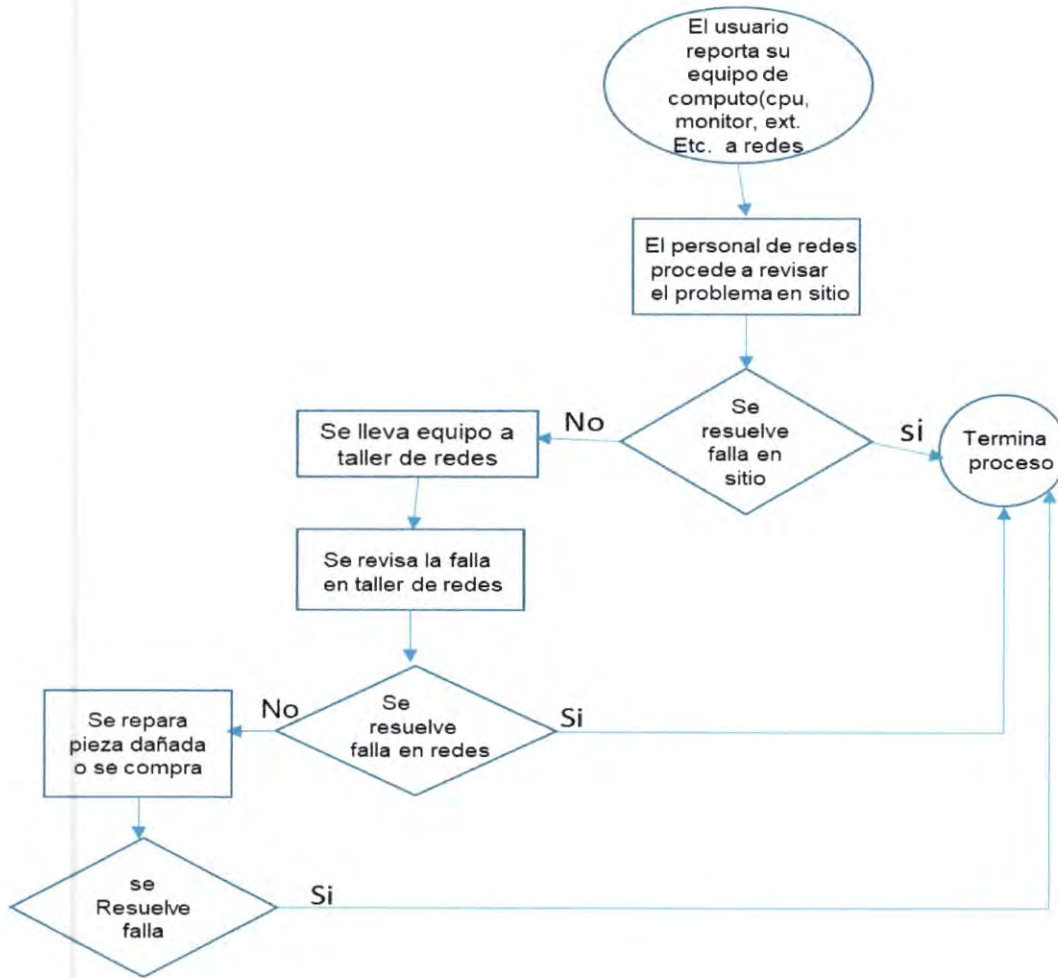 El usuario
reporta su
equipo de
computo(cpu,
monitor, ext.
Etc. a redes
El personal de redes
procede a revisar
el problema en sitio
Se
resuelve
falla en
sitio
No
si
Termina
proceso
Se lleva equipo a
taller de redes
Se revisa la falla
en taller de redes
Se
resuelve
falla en redes
No
Si
Se repara
pieza dañada
o se compra
se
Resuelve
falla
Si